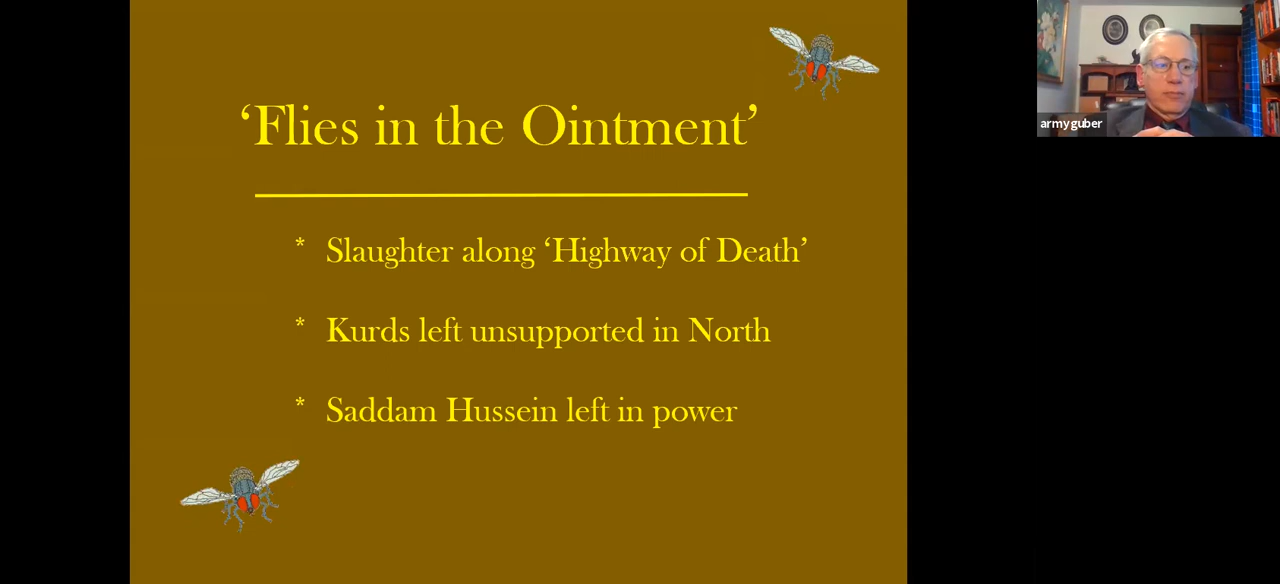 ‘Flies in the Ointment’
* Slaughter along ‘Highway of Death’
* Kurds left unsupported in North
* Saddam Hussein left in power
armyguber